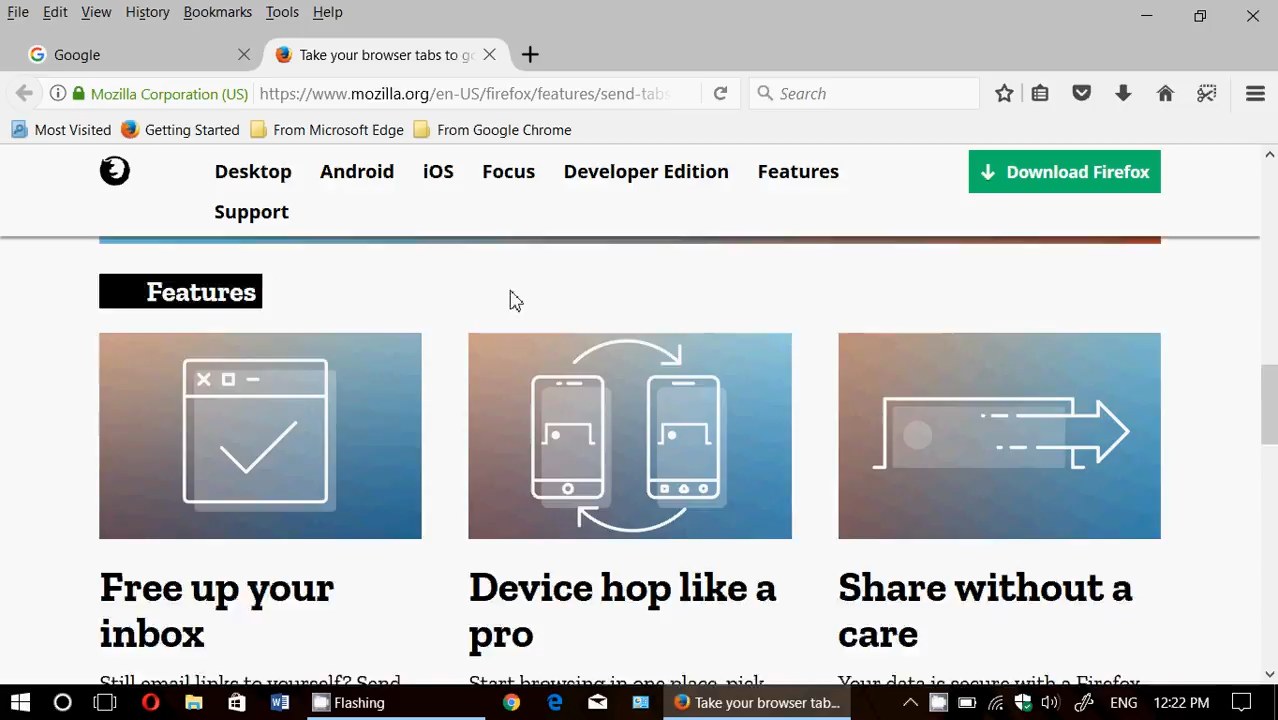 File Edit View History Bookmarks Tools Help
Google
Take your browser tabs to go
Mozilla Corporation (US) https://www.mozilla.org/en-US/firefox/features/send-tabs
Search
Most Visited Getting Started From Microsoft Edge From Google Chrome
Desktop Android iOS Focus Developer Edition Features
Download Firefox
Support
Features
Free up your
inbox
Device hop like a
pro
Share without a
care
Still email links to yourself? Send
Start browsing in one place, pick
Your data is secure with a Firefox
Flashing
Take your browser tab...
ENG 12:22 PM